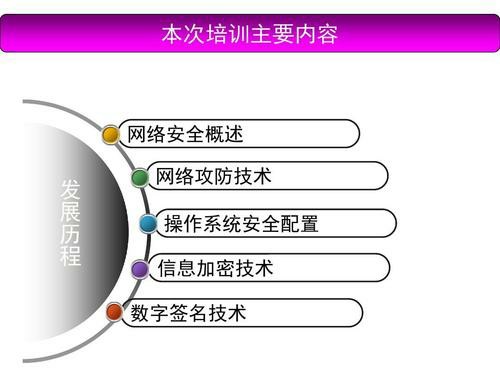 本次培训主要内容
网络安全概述
网络攻防技术
操作系统安全配置
信息加密技术
数字签名技术
发展历程